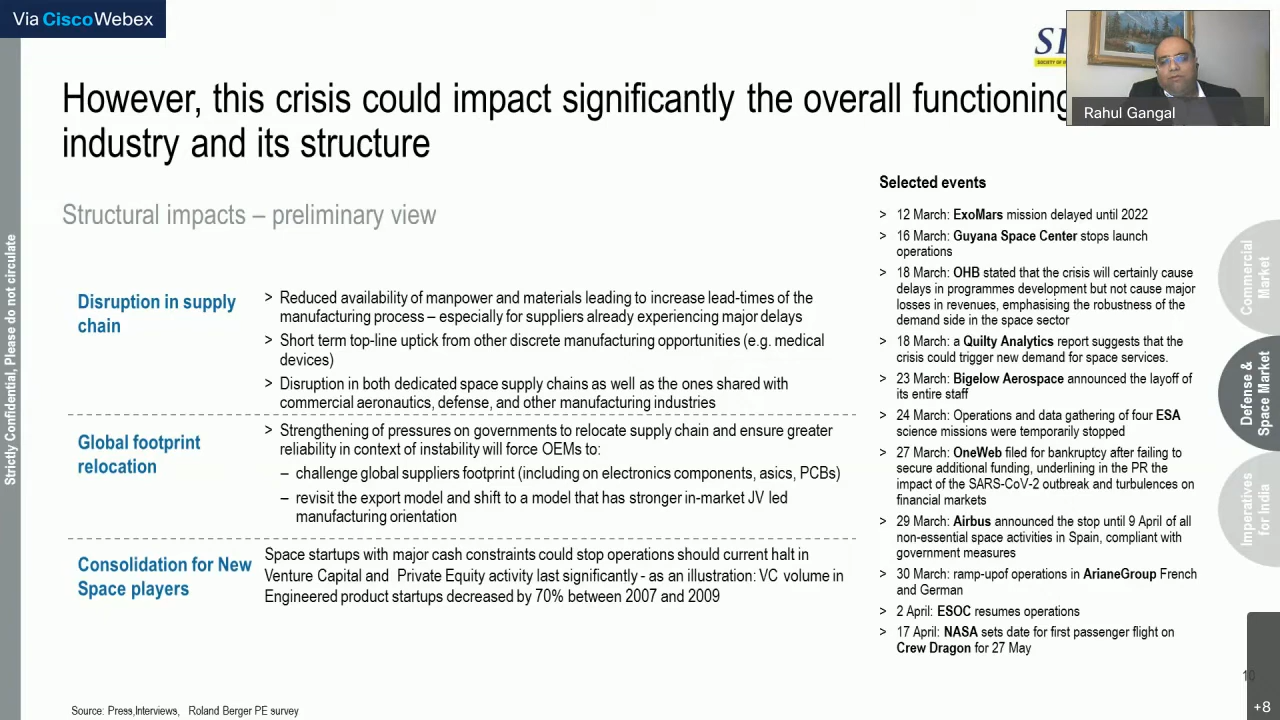 Via CiscoWebex
However, this crisis could impact significantly the overall functioning
industry and its structure
Rahul Gangal
Structural impacts – preliminary view
Strictly Confidential, Please do not circulate
Disruption in supply
chain
> Reduced availability of manpower and materials leading to increase lead-times of the
manufacturing process – especially for suppliers already experiencing major delays
> Short term top-line uptick from other discrete manufacturing opportunities (e.g. medical
devices)
> Disruption in both dedicated space supply chains as well as the ones shared with
commercial aeronautics, defense, and other manufacturing industries
Global footprint
relocation
> Strengthening of pressures on governments to relocate supply chain and ensure greater
reliability in context of instability will force OEMs to:
– challenge global suppliers footprint (including on electronics components, asics, PCBs)
– revisit the export model and shift to a model that has stronger in-market JV led
manufacturing orientation
Consolidation for New
Space players
Space startups with major cash constraints could stop operations should current halt in
Venture Capital and Private Equity activity last significantly - as an illustration: VC volume in
Engineered product startups decreased by 70% between 2007 and 2009
Selected events
> 12 March: ExoMars mission delayed until 2022
> 16 March: Guyana Space Center stops launch
operations
> 18 March: OHB stated that the crisis will certainly cause
delays in programmes development but not cause major
losses in revenues, emphasising the robustness of the
demand side in the space sector
> 18 March: a Quilty Analytics report suggests that the
crisis could trigger new demand for space services.
> 23 March: Bigelow Aerospace announced the layoff of
its entire staff
> 24 March: Operations and data gathering of four ESA
science missions were temporarily stopped
> 27 March: OneWeb filed for bankruptcy after failing to
secure additional funding, underlining in the PR the
impact of the SARS-CoV-2 outbreak and turbulences on
financial markets
> 29 March: Airbus announced the stop until 9 April of all
non-essential space activities in Spain, compliant with
government measures
> 30 March: ramp-upof operations in ArianeGroup French
and German
> 2 April: ESOC resumes operations
> 17 April: NASA sets date for first passenger flight on
Crew Dragon for 27 May
Commercial
Market
Defense &
Space Market
Imperatives
for India
10
+8
Source: Press,Interviews, Roland Berger PE survey